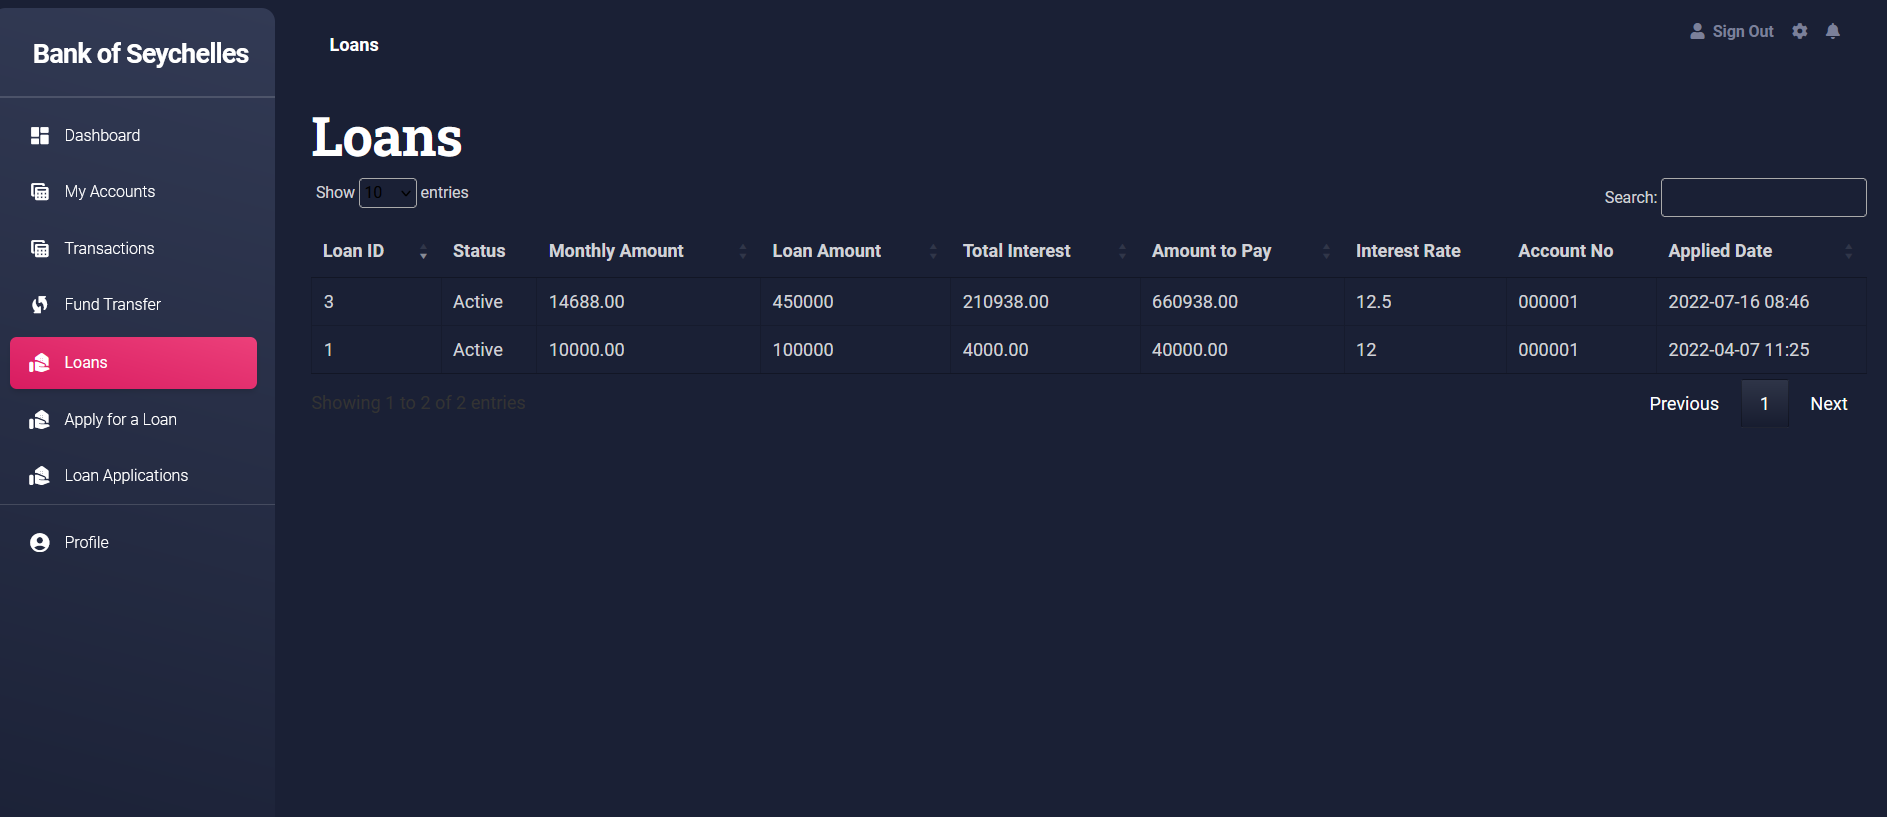 Bank of Seychelles
Dashboard
My Accounts
Transactions
Fund Transfer
Loans
Apply for a Loan
Loan Applications
Profile
Loans
Sign Out
Loans
Show 10 entries
Search:
Loan ID Status Monthly Amount Loan Amount Total Interest Amount to Pay Interest Rate Account No Applied Date
3 Active 14688.00 450000 210938.00 660938.00 12.5 000001 2022-07-16 08:46
1 Active 10000.00 100000 4000.00 40000.00 12 000001 2022-04-07 11:25
Showing 1 to 2 of 2 entries
Previous 1 Next